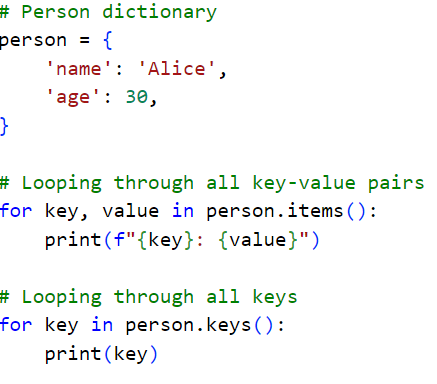 # Person dictionary
person = {
    'name': 'Alice',
    'age': 30,
}

# Looping through all key-value pairs
for key, value in person.items():
    print(f"{key}: {value}")

# Looping through all keys
for key in person.keys():
    print(key)